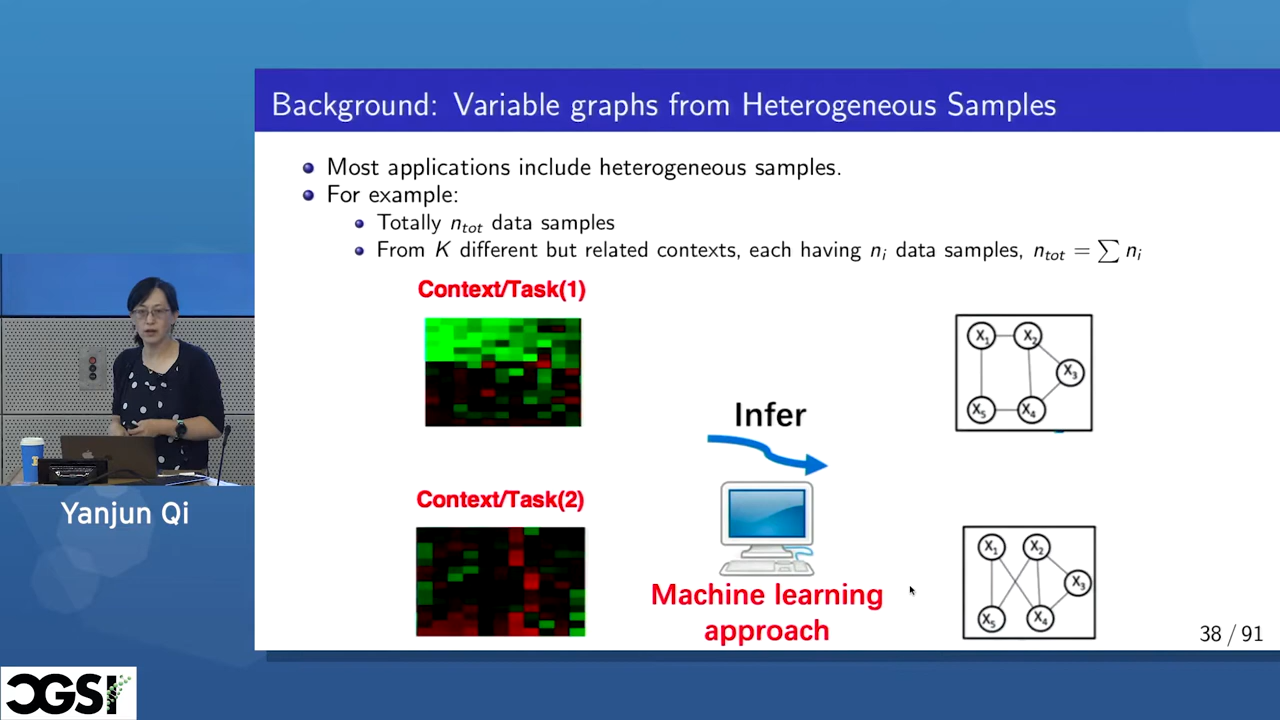 Background: Variable graphs from Heterogeneous Samples
Most applications include heterogeneous samples.
For example:
Totally n_tot data samples
From K different but related contexts, each having n_i data samples, n_tot = ∑ n_i
Context/Task(1)
X1 X2
X3
X5 X4
Infer
Context/Task(2)
X1 X2
X3
X5 X4
Machine learning
approach
38 / 91
Yanjun Qi
CGSI